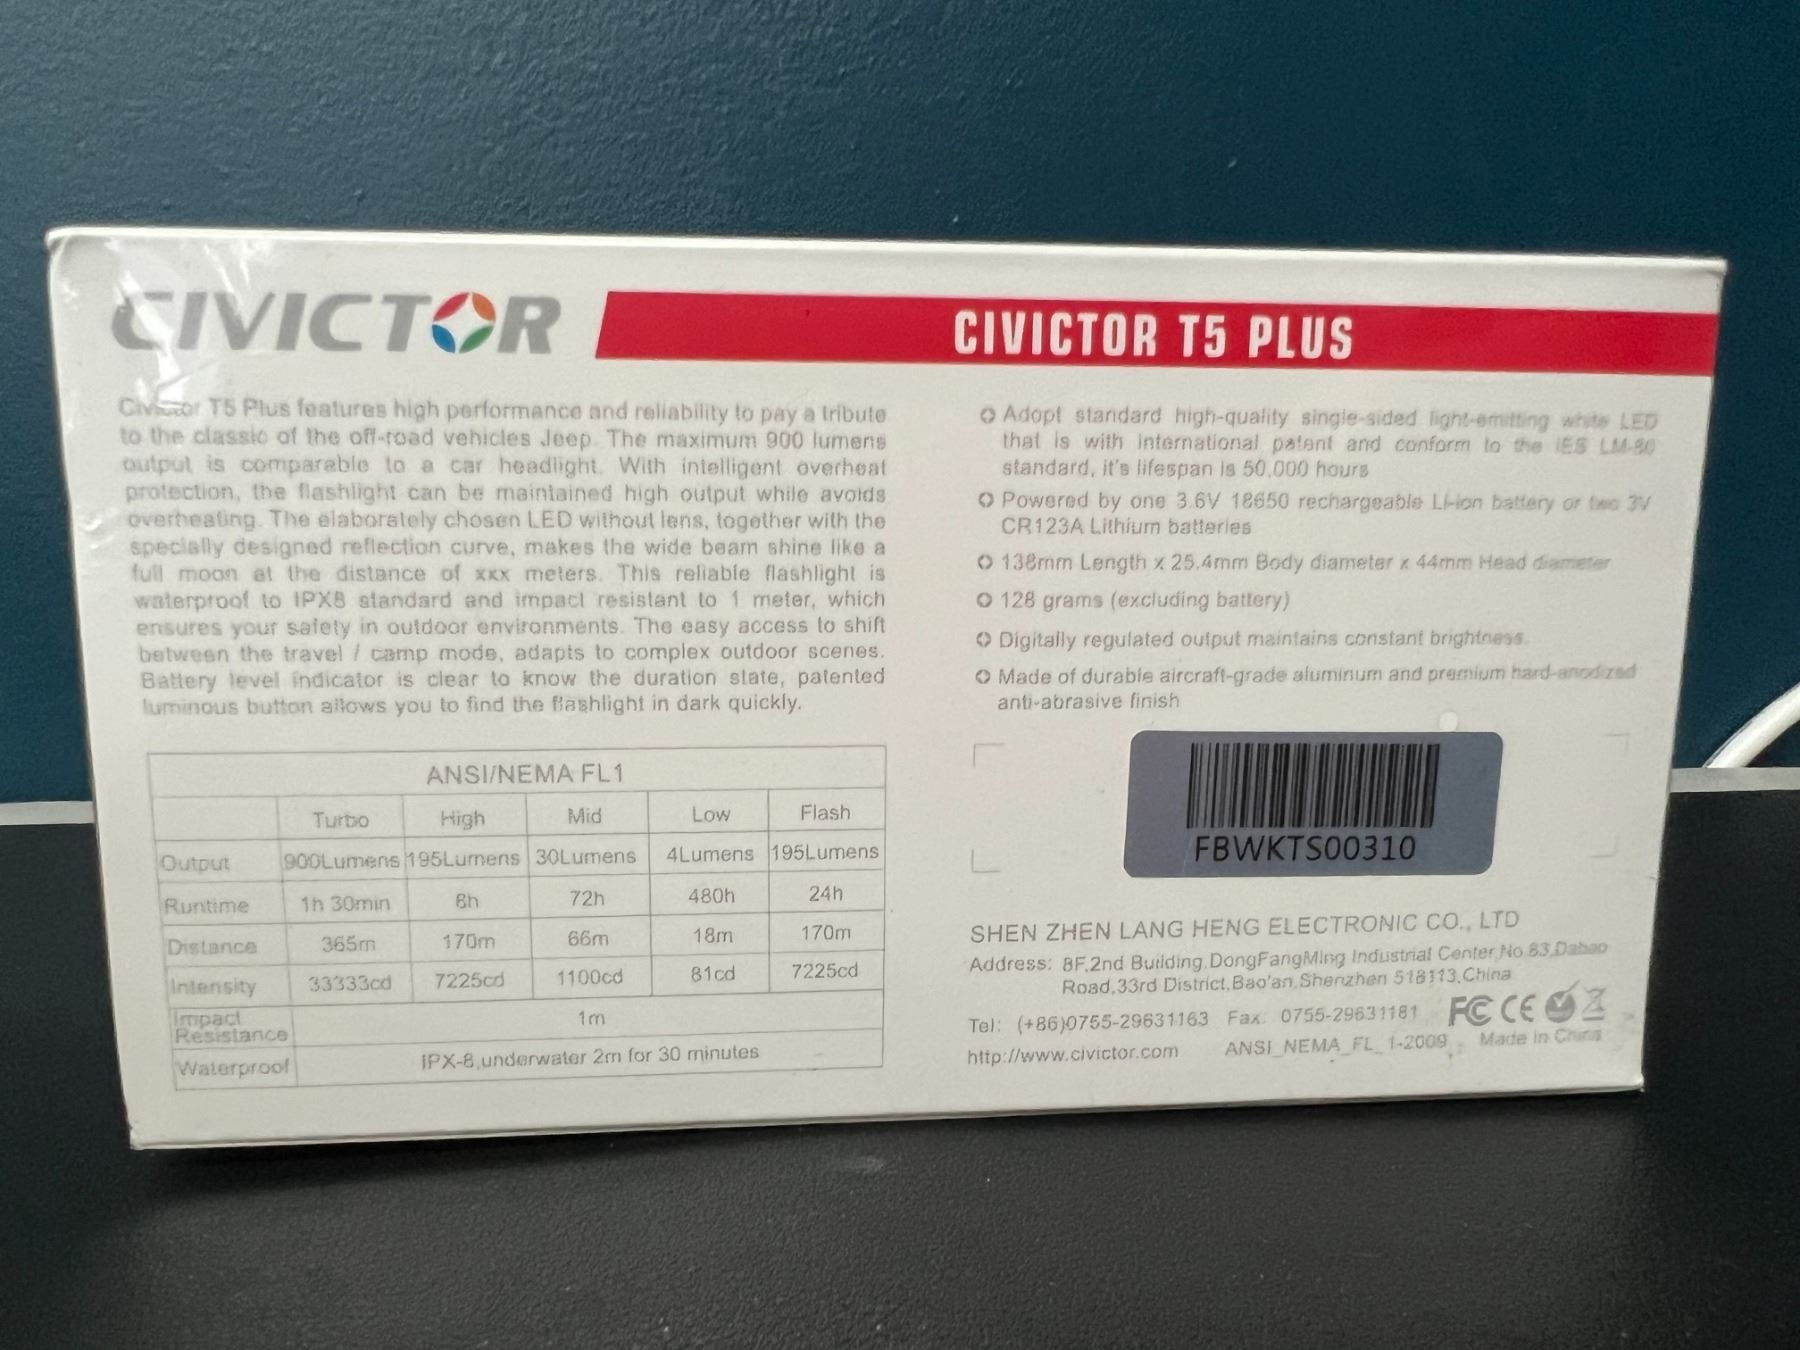 CIVICTOR
CIVICTOR T5 PLUS
Civictor T5 Plus features high performance and reliability to pay a tribute
to the classic of the off-road vehicles Jeep. The maximum 900 lumens
output is comparable to a car headlight. With intelligent overheat
protection, the flashlight can be maintained high output while avoids
overheating. The elaborately chosen LED without lens, together with the
specially designed reflection curve, makes the wide beam shine like a
full moon at the distance of xxx meters. This reliable flashlight is
waterproof to IPX8 standard and impact resistant to 1 meter, which
ensures your safety in outdoor environments. The easy access to shift
between the travel / camp mode, adapts to complex outdoor scenes.
Battery level indicator is clear to know the duration state, patented
luminous button allows you to find the flashlight in dark quickly.
ANSI/NEMA FL1
Turbo High Mid Low Flash
Output 900Lumens 195Lumens 30Lumens 4Lumens 195Lumens
Runtime 1h 30min 8h 72h 480h 24h
Distance 365m 170m 66m 18m 170m
Intensity 33333cd 7225cd 1100cd 81cd 7225cd
Impact
Resistance 1m
Waterproof IPX-8,underwater 2m for 30 minutes
Adopt standard high-quality single-sided light-emitting white LED
that is with international patent and conform to the IES LM-80
standard, it's lifespan is 50,000 hours
Powered by one 3.6V 18650 rechargeable Li-ion battery or two 3V
CR123A Lithium batteries
138mm Length x 25.4mm Body diameter x 44mm Head diameter
128 grams (excluding battery)
Digitally regulated output maintains constant brightness.
Made of durable aircraft-grade aluminum and premium hard-anodized
anti-abrasive finish
FBWKTS00310
SHEN ZHEN LANG HENG ELECTRONIC CO., LTD
Address: 8F,2nd Building,DongFangMing Industrial Center,No.83,Dabao
Road,33rd District,Bao'an,Shenzhen 518113,China
Tel: (+86)0755-29631163 Fax: 0755-29631181 FC CE
http://www.civictor.com ANSI_NEMA_FL_1-2009 Made in China